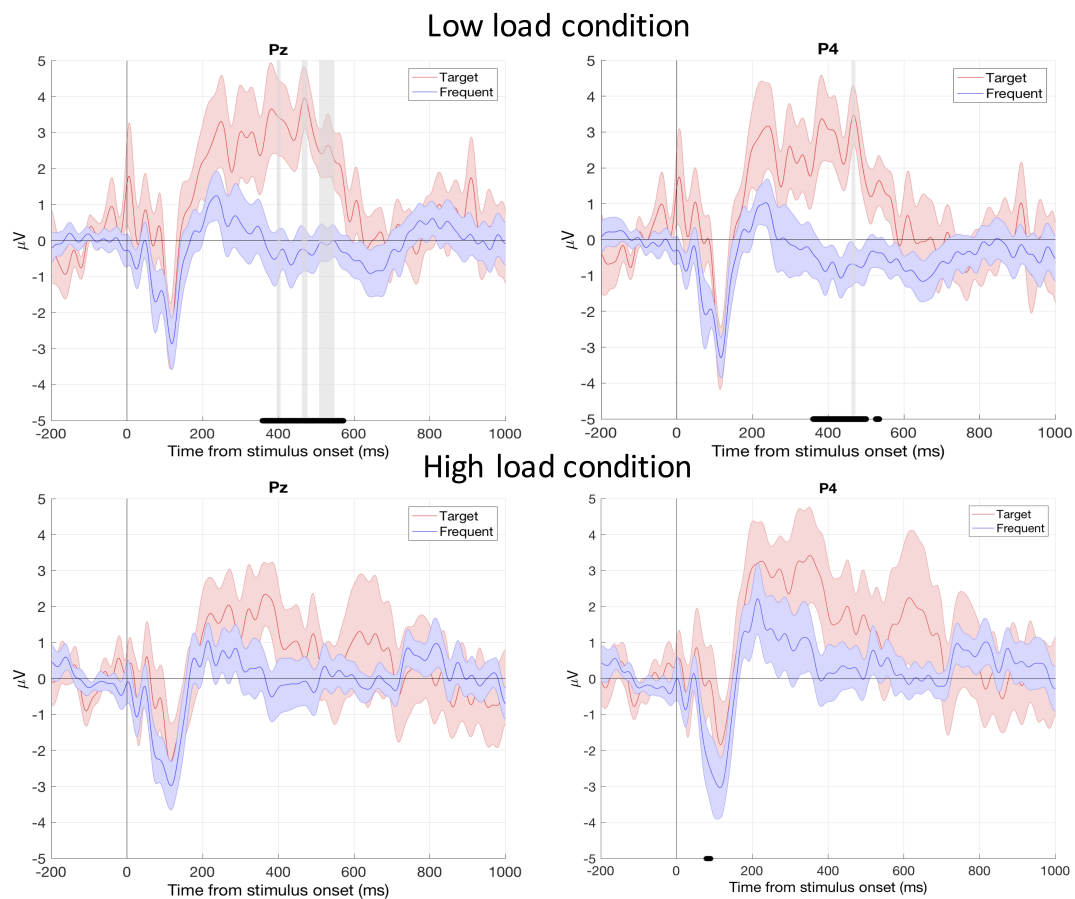 Low load condition
Pz
P4
5
4
3
2
1
0
-1
-2
-3
-4
-5
μV
Target
Frequent
-200 0 200 400 600 800 1000
Time from stimulus onset (ms)
5
4
3
2
1
0
-1
-2
-3
-4
-5
μV
Target
Frequent
-200 0 200 400 600 800 1000
Time from stimulus onset (ms)
High load condition
Pz
P4
5
4
3
2
1
0
-1
-2
-3
-4
-5
μV
Target
Frequent
-200 0 200 400 600 800 1000
Time from stimulus onset (ms)
5
4
3
2
1
0
-1
-2
-3
-4
-5
μV
Target
Frequent
-200 0 200 400 600 800 1000
Time from stimulus onset (ms)